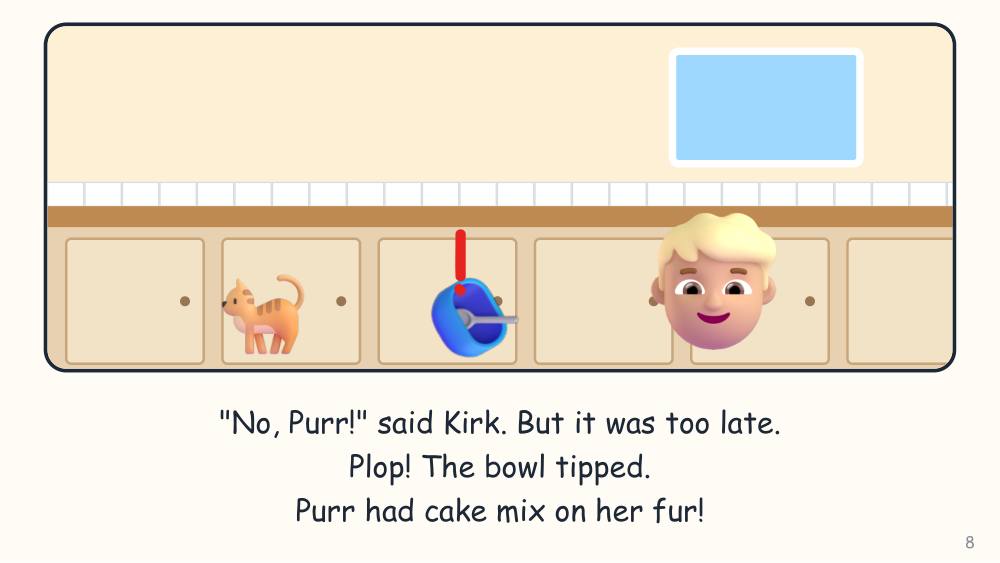 "No, Purr!" said Kirk. But it was too late.
Plop! The bowl tipped.
Purr had cake mix on her fur!
8